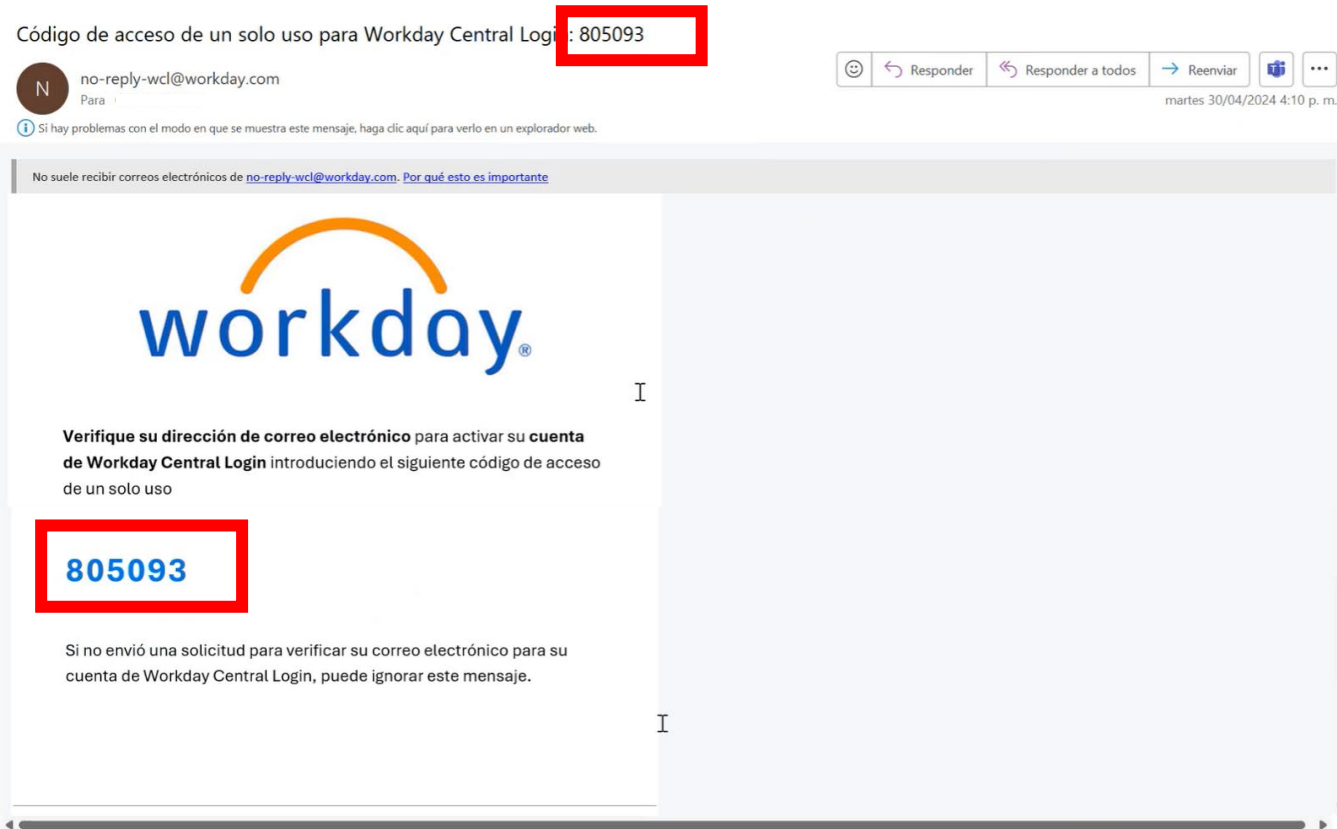 Código de acceso de un solo uso para Workday Central Login: 805093
N
no-reply-wcl@workday.com
Para
Responder
Responder a todos
Reenviar
martes 30/04/2024 4:10 p. m.
Si hay problemas con el modo en que se muestra este mensaje, haga clic aquí para verlo en un explorador web.
No suele recibir correos electrónicos de no-reply-wcl@workday.com. Por qué esto es importante
workday®
Verifique su dirección de correo electrónico para activar su cuenta
de Workday Central Login introduciendo el siguiente código de acceso
de un solo uso
805093
Si no envió una solicitud para verificar su correo electrónico para su
cuenta de Workday Central Login, puede ignorar este mensaje.